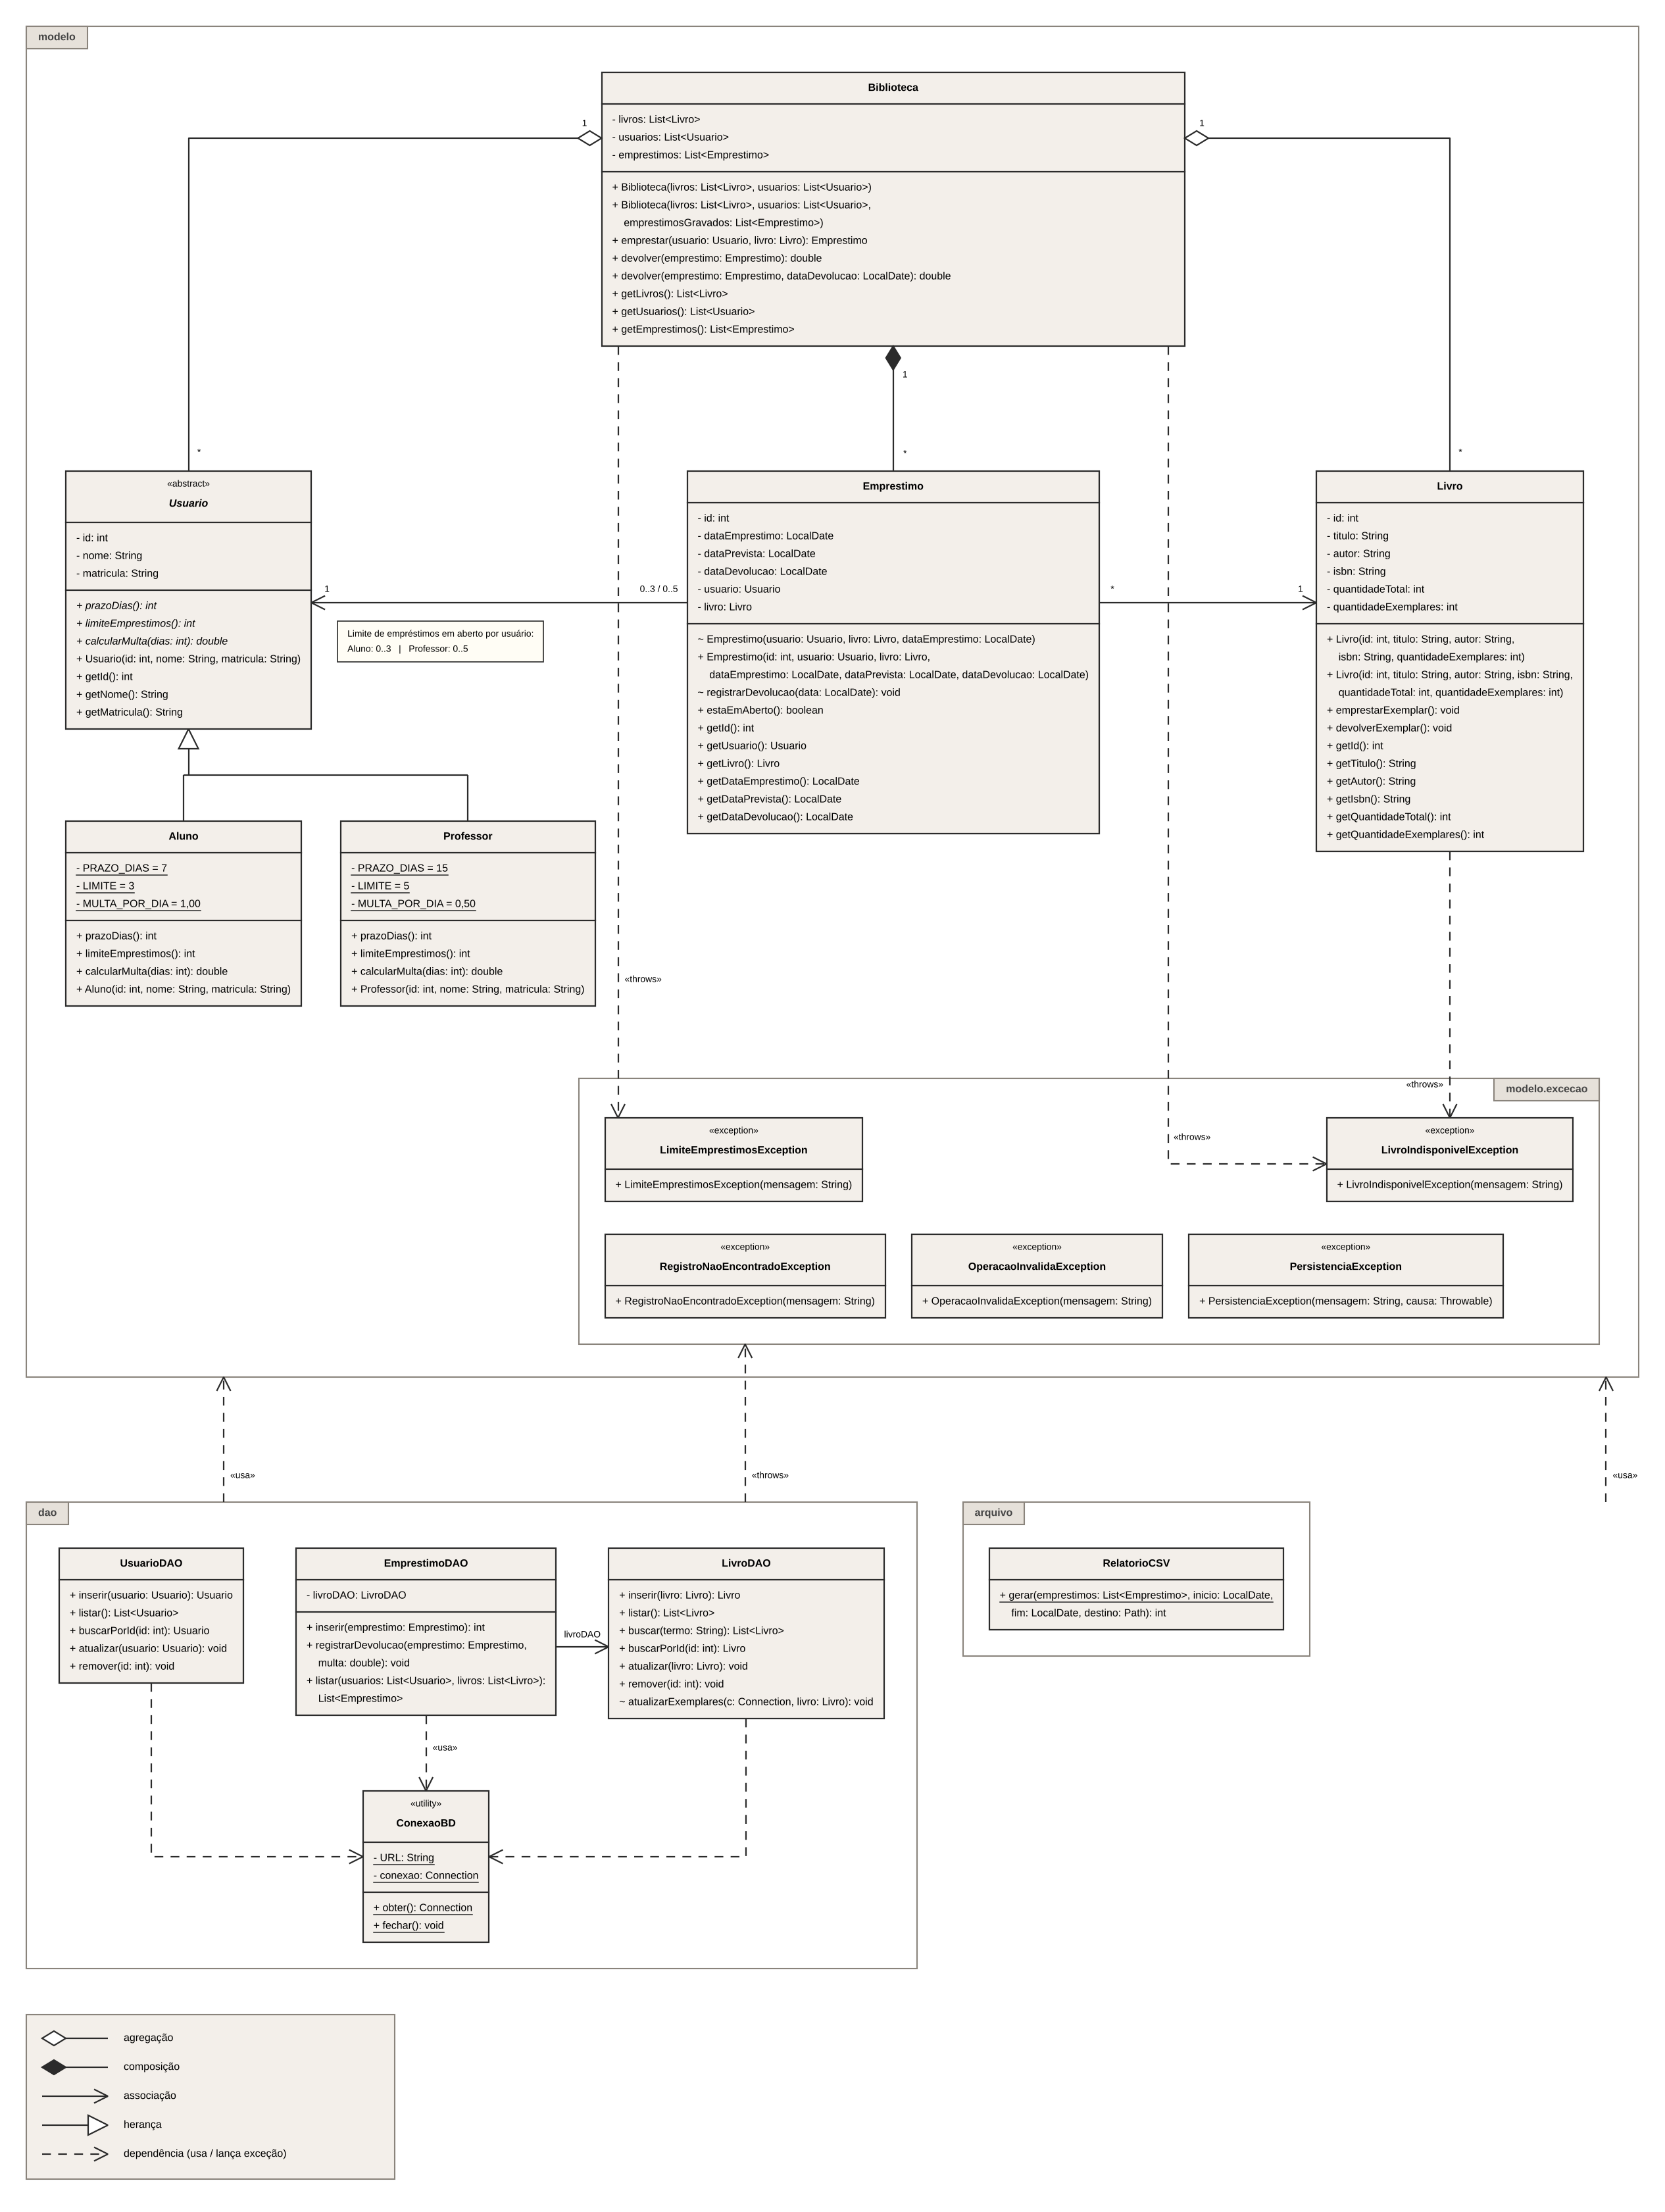 modelo
Biblioteca
- livros: List<Livro>
- usuarios: List<Usuario>
- emprestimos: List<Emprestimo>
+ Biblioteca(livros: List<Livro>, usuarios: List<Usuario>)
+ Biblioteca(livros: List<Livro>, usuarios: List<Usuario>,
emprestimosGravados: List<Emprestimo>)
+ emprestar(usuario: Usuario, livro: Livro): Emprestimo
+ devolver(emprestimo: Emprestimo): double
+ devolver(emprestimo: Emprestimo, dataDevolucao: LocalDate): double
+ getLivros(): List<Livro>
+ getUsuarios(): List<Usuario>
+ getEmprestimos(): List<Emprestimo>
1
1
1
*
*
*
«abstract»
Usuario
- id: int
- nome: String
- matricula: String
+ prazoDias(): int
+ limiteEmprestimos(): int
+ calcularMulta(dias: int): double
+ Usuario(id: int, nome: String, matricula: String)
+ getId(): int
+ getNome(): String
+ getMatricula(): String
1
0..3 / 0..5
Limite de empréstimos em aberto por usuário:
Aluno: 0..3 | Professor: 0..5
Emprestimo
- id: int
- dataEmprestimo: LocalDate
- dataPrevista: LocalDate
- dataDevolucao: LocalDate
- usuario: Usuario
- livro: Livro
~ Emprestimo(usuario: Usuario, livro: Livro, dataEmprestimo: LocalDate)
+ Emprestimo(id: int, usuario: Usuario, livro: Livro,
dataEmprestimo: LocalDate, dataPrevista: LocalDate, dataDevolucao: LocalDate)
~ registrarDevolucao(data: LocalDate): void
+ estaEmAberto(): boolean
+ getId(): int
+ getUsuario(): Usuario
+ getLivro(): Livro
+ getDataEmprestimo(): LocalDate
+ getDataPrevista(): LocalDate
+ getDataDevolucao(): LocalDate
*
1
Livro
- id: int
- titulo: String
- autor: String
- isbn: String
- quantidadeTotal: int
- quantidadeExemplares: int
+ Livro(id: int, titulo: String, autor: String,
isbn: String, quantidadeExemplares: int)
+ Livro(id: int, titulo: String, autor: String, isbn: String,
quantidadeTotal: int, quantidadeExemplares: int)
+ emprestarExemplar(): void
+ devolverExemplar(): void
+ getId(): int
+ getTitulo(): String
+ getAutor(): String
+ getIsbn(): String
+ getQuantidadeTotal(): int
+ getQuantidadeExemplares(): int
Aluno
- PRAZO_DIAS = 7
- LIMITE = 3
- MULTA_POR_DIA = 1,00
+ prazoDias(): int
+ limiteEmprestimos(): int
+ calcularMulta(dias: int): double
+ Aluno(id: int, nome: String, matricula: String)
Professor
- PRAZO_DIAS = 15
- LIMITE = 5
- MULTA_POR_DIA = 0,50
+ prazoDias(): int
+ limiteEmprestimos(): int
+ calcularMulta(dias: int): double
+ Professor(id: int, nome: String, matricula: String)
«throws»
«throws»
«throws»
modelo.excecao
«exception»
LimiteEmprestimosException
+ LimiteEmprestimosException(mensagem: String)
«exception»
LivroIndisponivelException
+ LivroIndisponivelException(mensagem: String)
«exception»
RegistroNaoEncontradoException
+ RegistroNaoEncontradoException(mensagem: String)
«exception»
OperacaoInvalidaException
+ OperacaoInvalidaException(mensagem: String)
«exception»
PersistenciaException
+ PersistenciaException(mensagem: String, causa: Throwable)
«usa»
«throws»
«usa»
dao
UsuarioDAO
+ inserir(usuario: Usuario): Usuario
+ listar(): List<Usuario>
+ buscarPorId(id: int): Usuario
+ atualizar(usuario: Usuario): void
+ remover(id: int): void
EmprestimoDAO
- livroDAO: LivroDAO
+ inserir(emprestimo: Emprestimo): int
+ registrarDevolucao(emprestimo: Emprestimo,
multa: double): void
+ listar(usuarios: List<Usuario>, livros: List<Livro>):
List<Emprestimo>
livroDAO
LivroDAO
+ inserir(livro: Livro): Livro
+ listar(): List<Livro>
+ buscar(termo: String): List<Livro>
+ buscarPorId(id: int): Livro
+ atualizar(livro: Livro): void
+ remover(id: int): void
~ atualizarExemplares(c: Connection, livro: Livro): void
«usa»
«utility»
ConexaoBD
- URL: String
- conexao: Connection
+ obter(): Connection
+ fechar(): void
arquivo
RelatorioCSV
+ gerar(emprestimos: List<Emprestimo>, inicio: LocalDate,
fim: LocalDate, destino: Path): int
agregação
composição
associação
herança
dependência (usa / lança exceção)